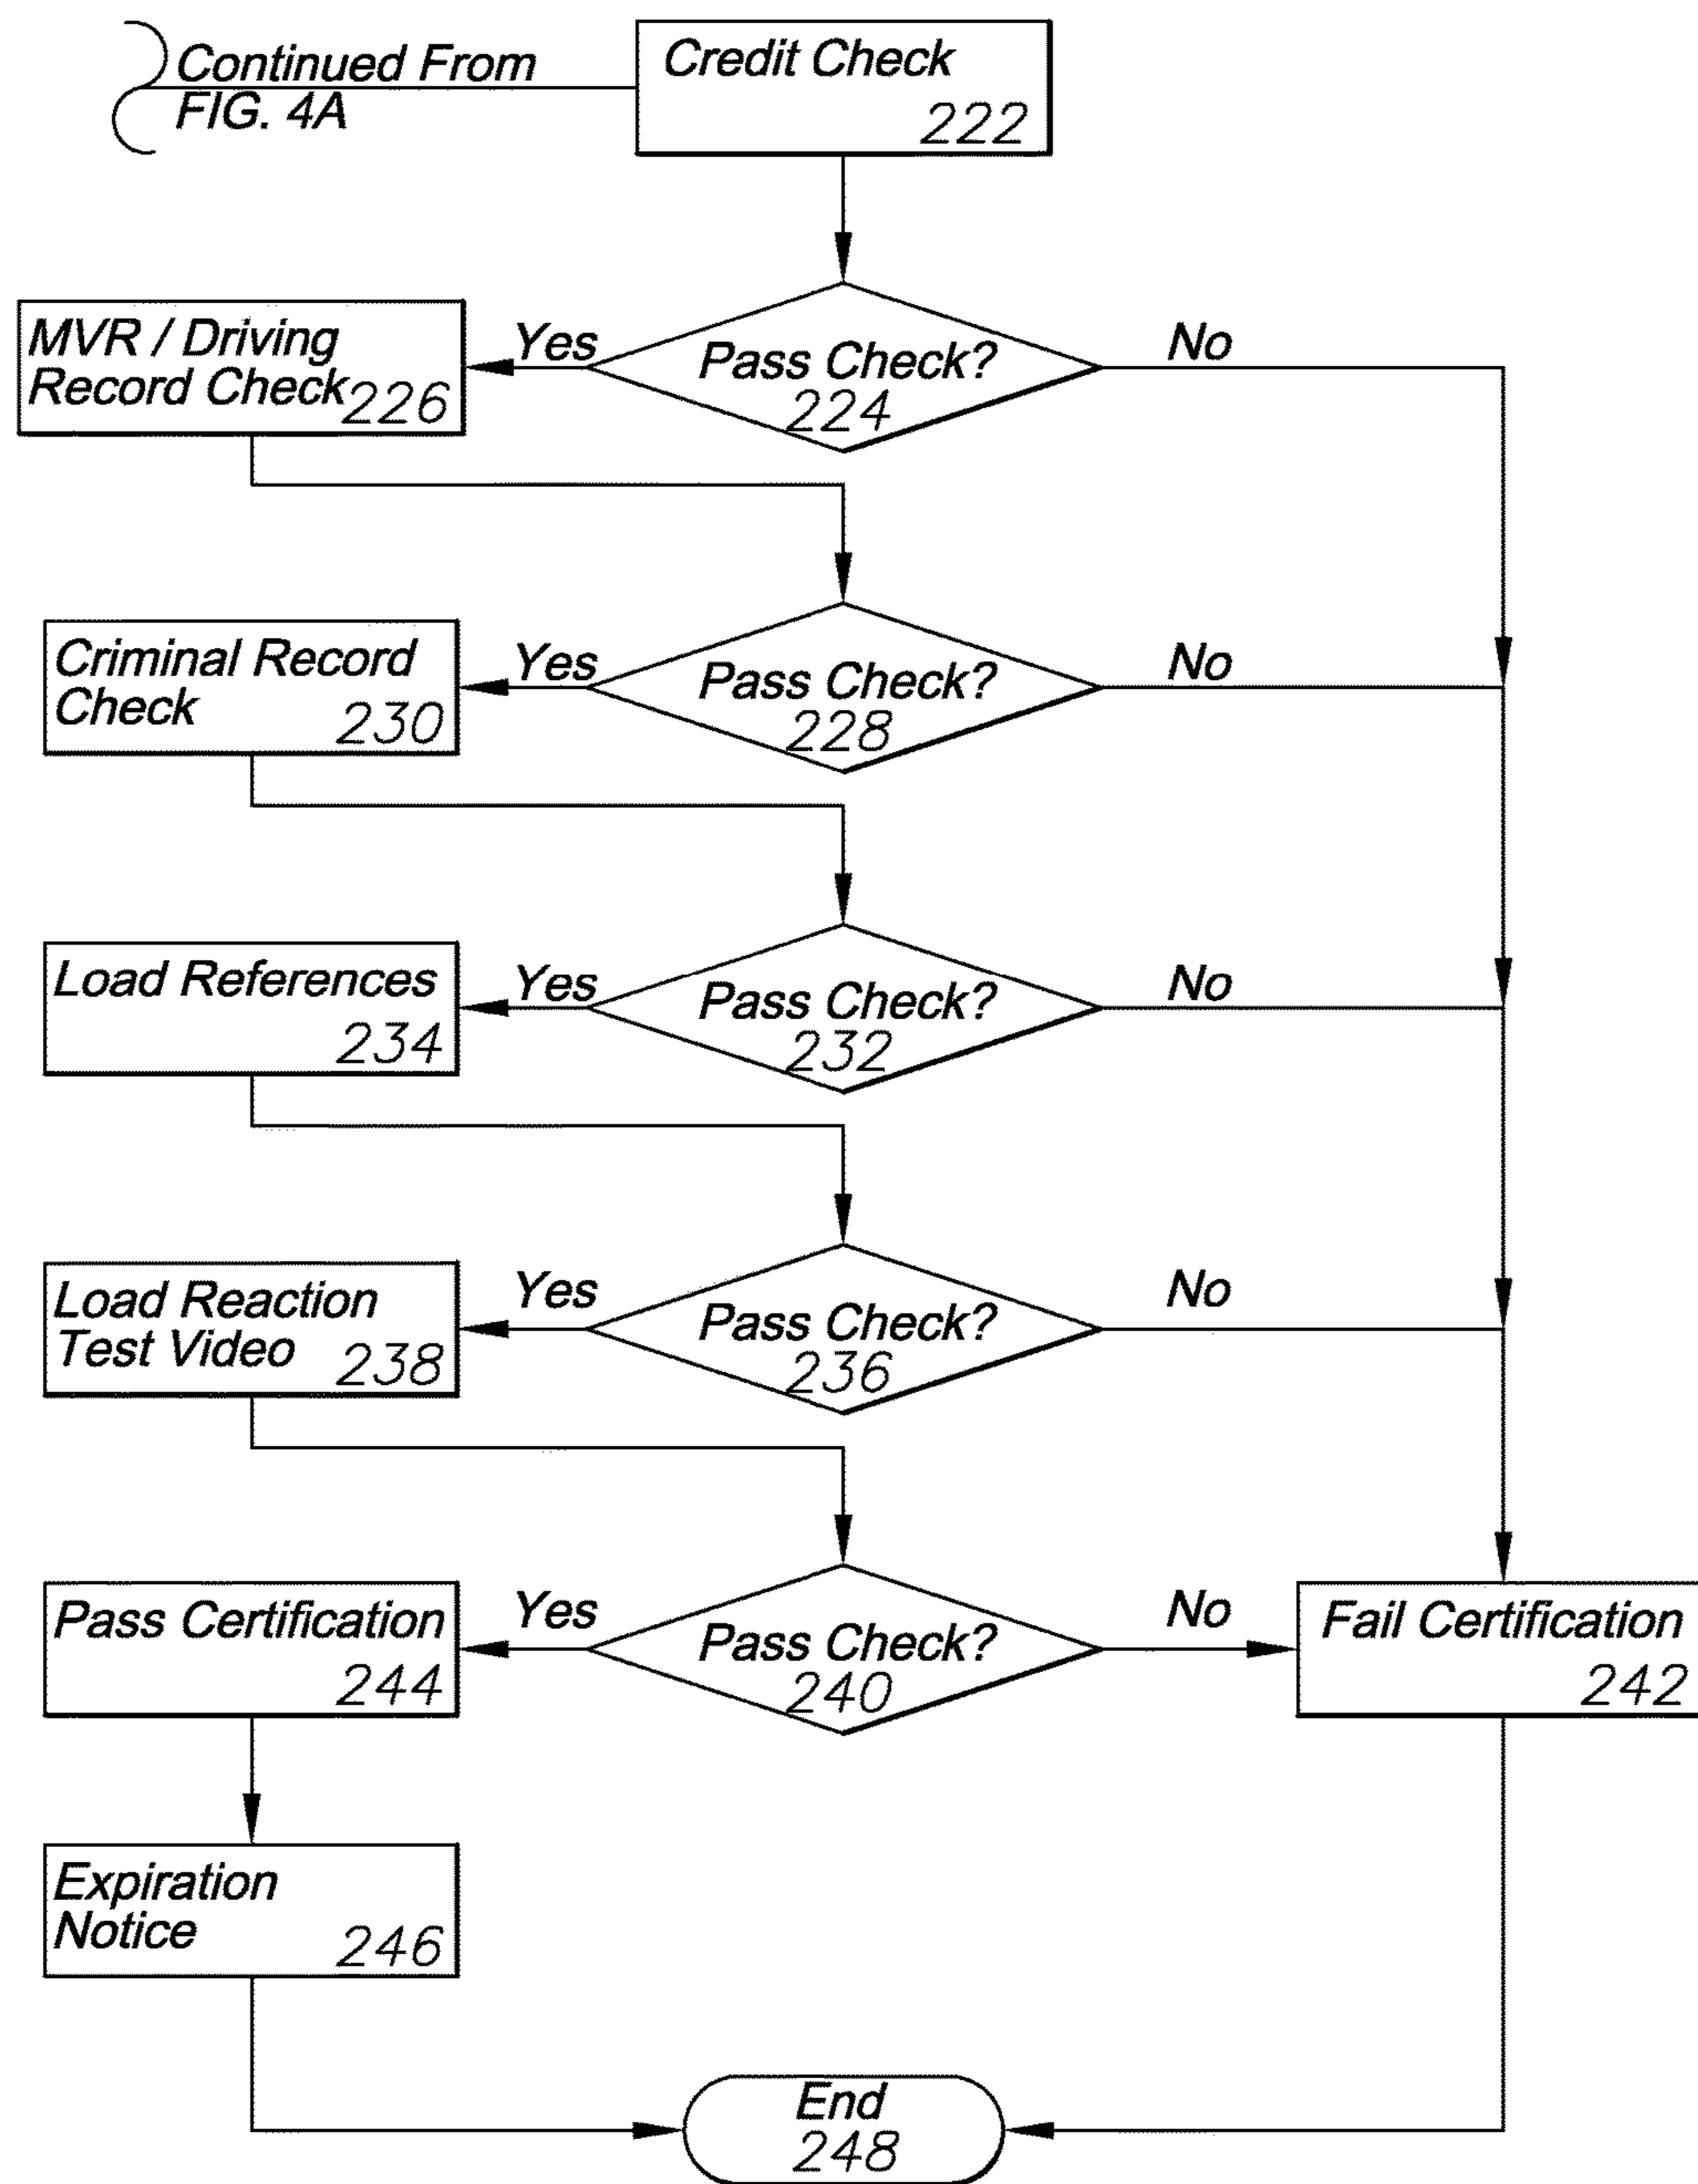 Continued From
FIG. 4A
Credit Check
222
MVR / Driving
Record Check 226
Yes
Pass Check?
224
No
Criminal Record
Check 230
Yes
Pass Check?
228
No
Load References
234
Yes
Pass Check?
232
No
Load Reaction
Test Video 238
Yes
Pass Check?
236
No
Pass Certification
244
Yes
Pass Check?
240
No
Fail Certification
242
Expiration
Notice 246
End
248